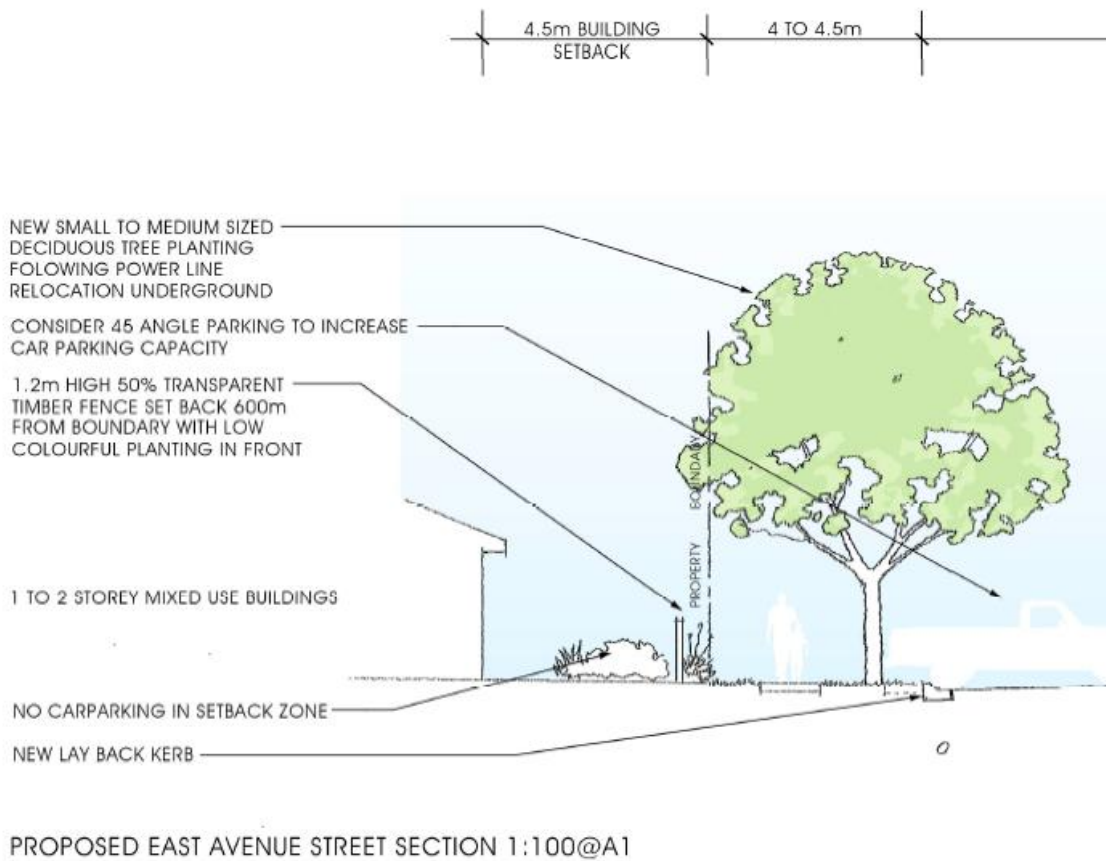 4.5m BUILDING
SETBACK
4 TO 4.5m
NEW SMALL TO MEDIUM SIZED
DECIDUOUS TREE PLANTING
FOLOWING POWER LINE
RELOCATION UNDERGROUND
CONSIDER 45 ANGLE PARKING TO INCREASE
CAR PARKING CAPACITY
1.2m HIGH 50% TRANSPARENT
TIMBER FENCE SET BACK 600m
FROM BOUNDARY WITH LOW
COLOURFUL PLANTING IN FRONT
PROPERTY BOUNDARY
1 TO 2 STOREY MIXED USE BUILDINGS
NO CARPARKING IN SETBACK ZONE
NEW LAY BACK KERB
PROPOSED EAST AVENUE STREET SECTION 1:100@A1